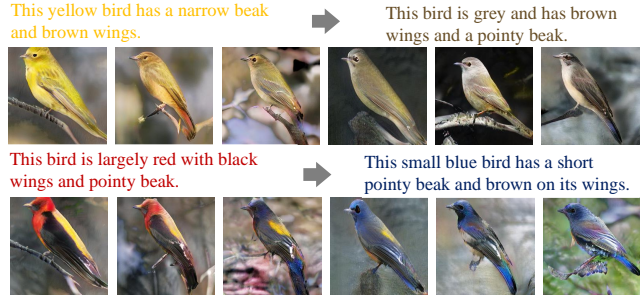 This yellow bird has a narrow beak
and brown wings.
This bird is grey and has brown
wings and a pointy beak.
This bird is largely red with black
wings and pointy beak.
This small blue bird has a short
pointy beak and brown on its wings.